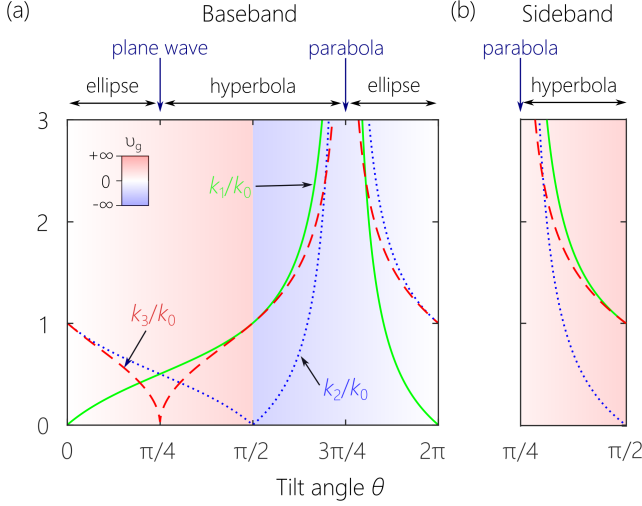 (a) Baseband
plane wave parabola
ellipse hyperbola ellipse
3
2
1
0
υg
+∞
0
-∞
k1/k0
k3/k0
k2/k0
0 π/4 π/2 3π/4 2π
Tilt angle θ
(b) Sideband
parabola
hyperbola
π/4 π/2